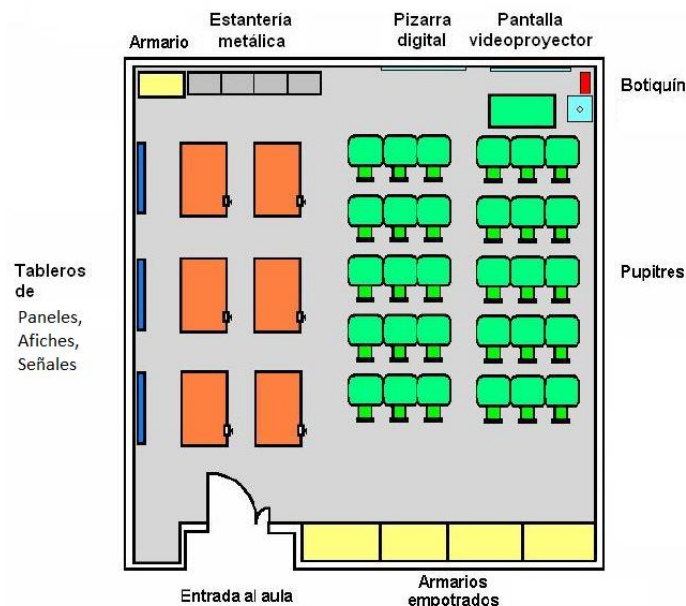 Armario
Estantería
metálica
Pizarra
digital
Pantalla
videoproyector
Botiquín
Tableros
de
Paneles,
Afiches,
Señales
Pupitres
Entrada al aula
Armarios
empotrados